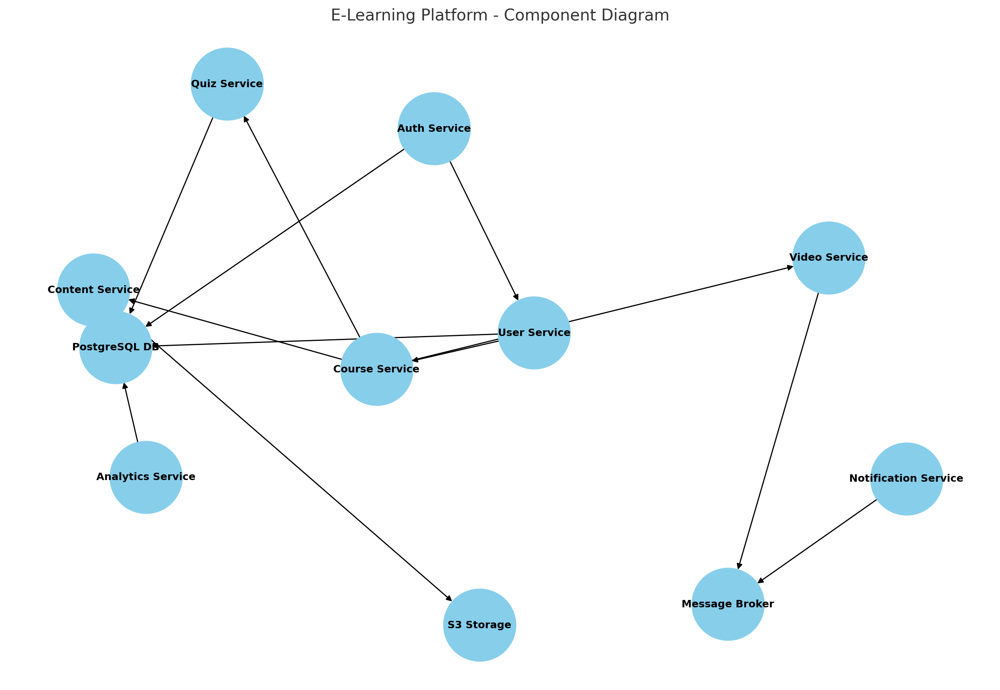 E-Learning Platform - Component Diagram
Quiz Service
Auth Service
Video Service
Content Service
User Service
PostgreSQL DB
Course Service
Analytics Service
Notification Service
Message Broker
S3 Storage